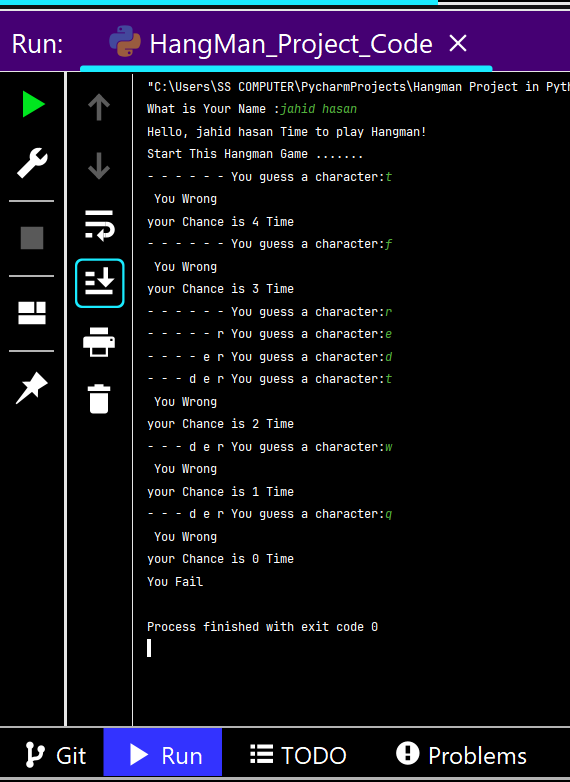 Run: HangMan_Project_Code
"C:\Users\SS COMPUTER\PycharmProjects\Hangman Project in Pyth
What is Your Name :jahid hasan
Hello, jahid hasan Time to play Hangman!
Start This Hangman Game .......
- - - - - - You guess a character:t
You Wrong
your Chance is 4 Time
- - - - - - You guess a character:f
You Wrong
your Chance is 3 Time
- - - - - - You guess a character:r
- - - - - r You guess a character:e
- - - - e r You guess a character:d
- - - d e r You guess a character:t
You Wrong
your Chance is 2 Time
- - - d e r You guess a character:w
You Wrong
your Chance is 1 Time
- - - d e r You guess a character:q
You Wrong
your Chance is 0 Time
You Fail
Process finished with exit code 0
Git Run TODO Problems